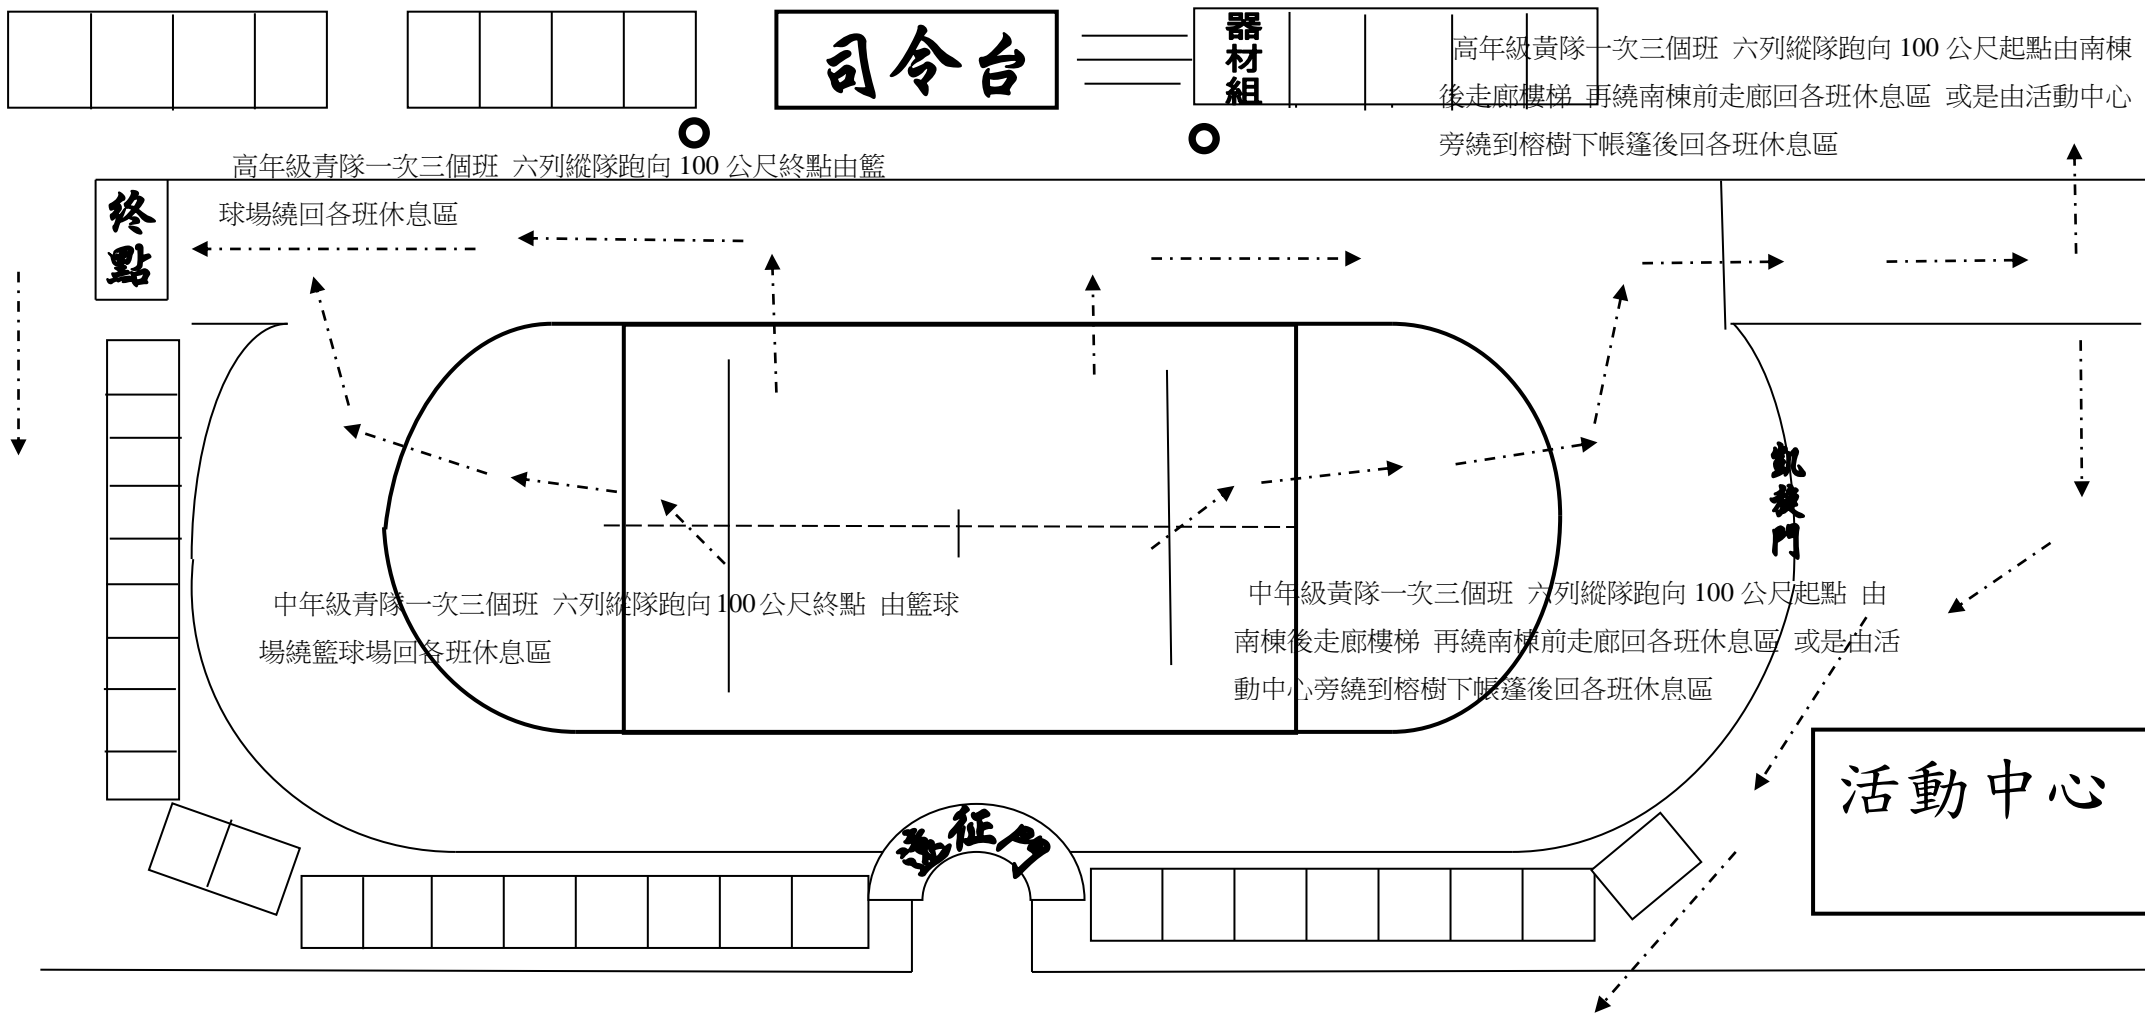 司令台
器材組
高年級黃隊一次三個班 六列縱隊跑向 100 公尺起點由南棟
後走廊樓梯 再繞南棟前走廊回各班休息區 或是由活動中心
旁繞到榕樹下帳篷後回各班休息區
高年級青隊一次三個班 六列縱隊跑向 100 公尺終點由籃
球場繞回各班休息區
終點
凱旋門
中年級青隊一次三個班 六列縱隊跑向 100 公尺終點 由籃球
場繞籃球場回各班休息區
中年級黃隊一次三個班 六列縱隊跑向 100 公尺起點 由
南棟後走廊樓梯 再繞南棟前走廊回各班休息區 或是由活
動中心旁繞到榕樹下帳篷後回各班休息區
活動中心
征門